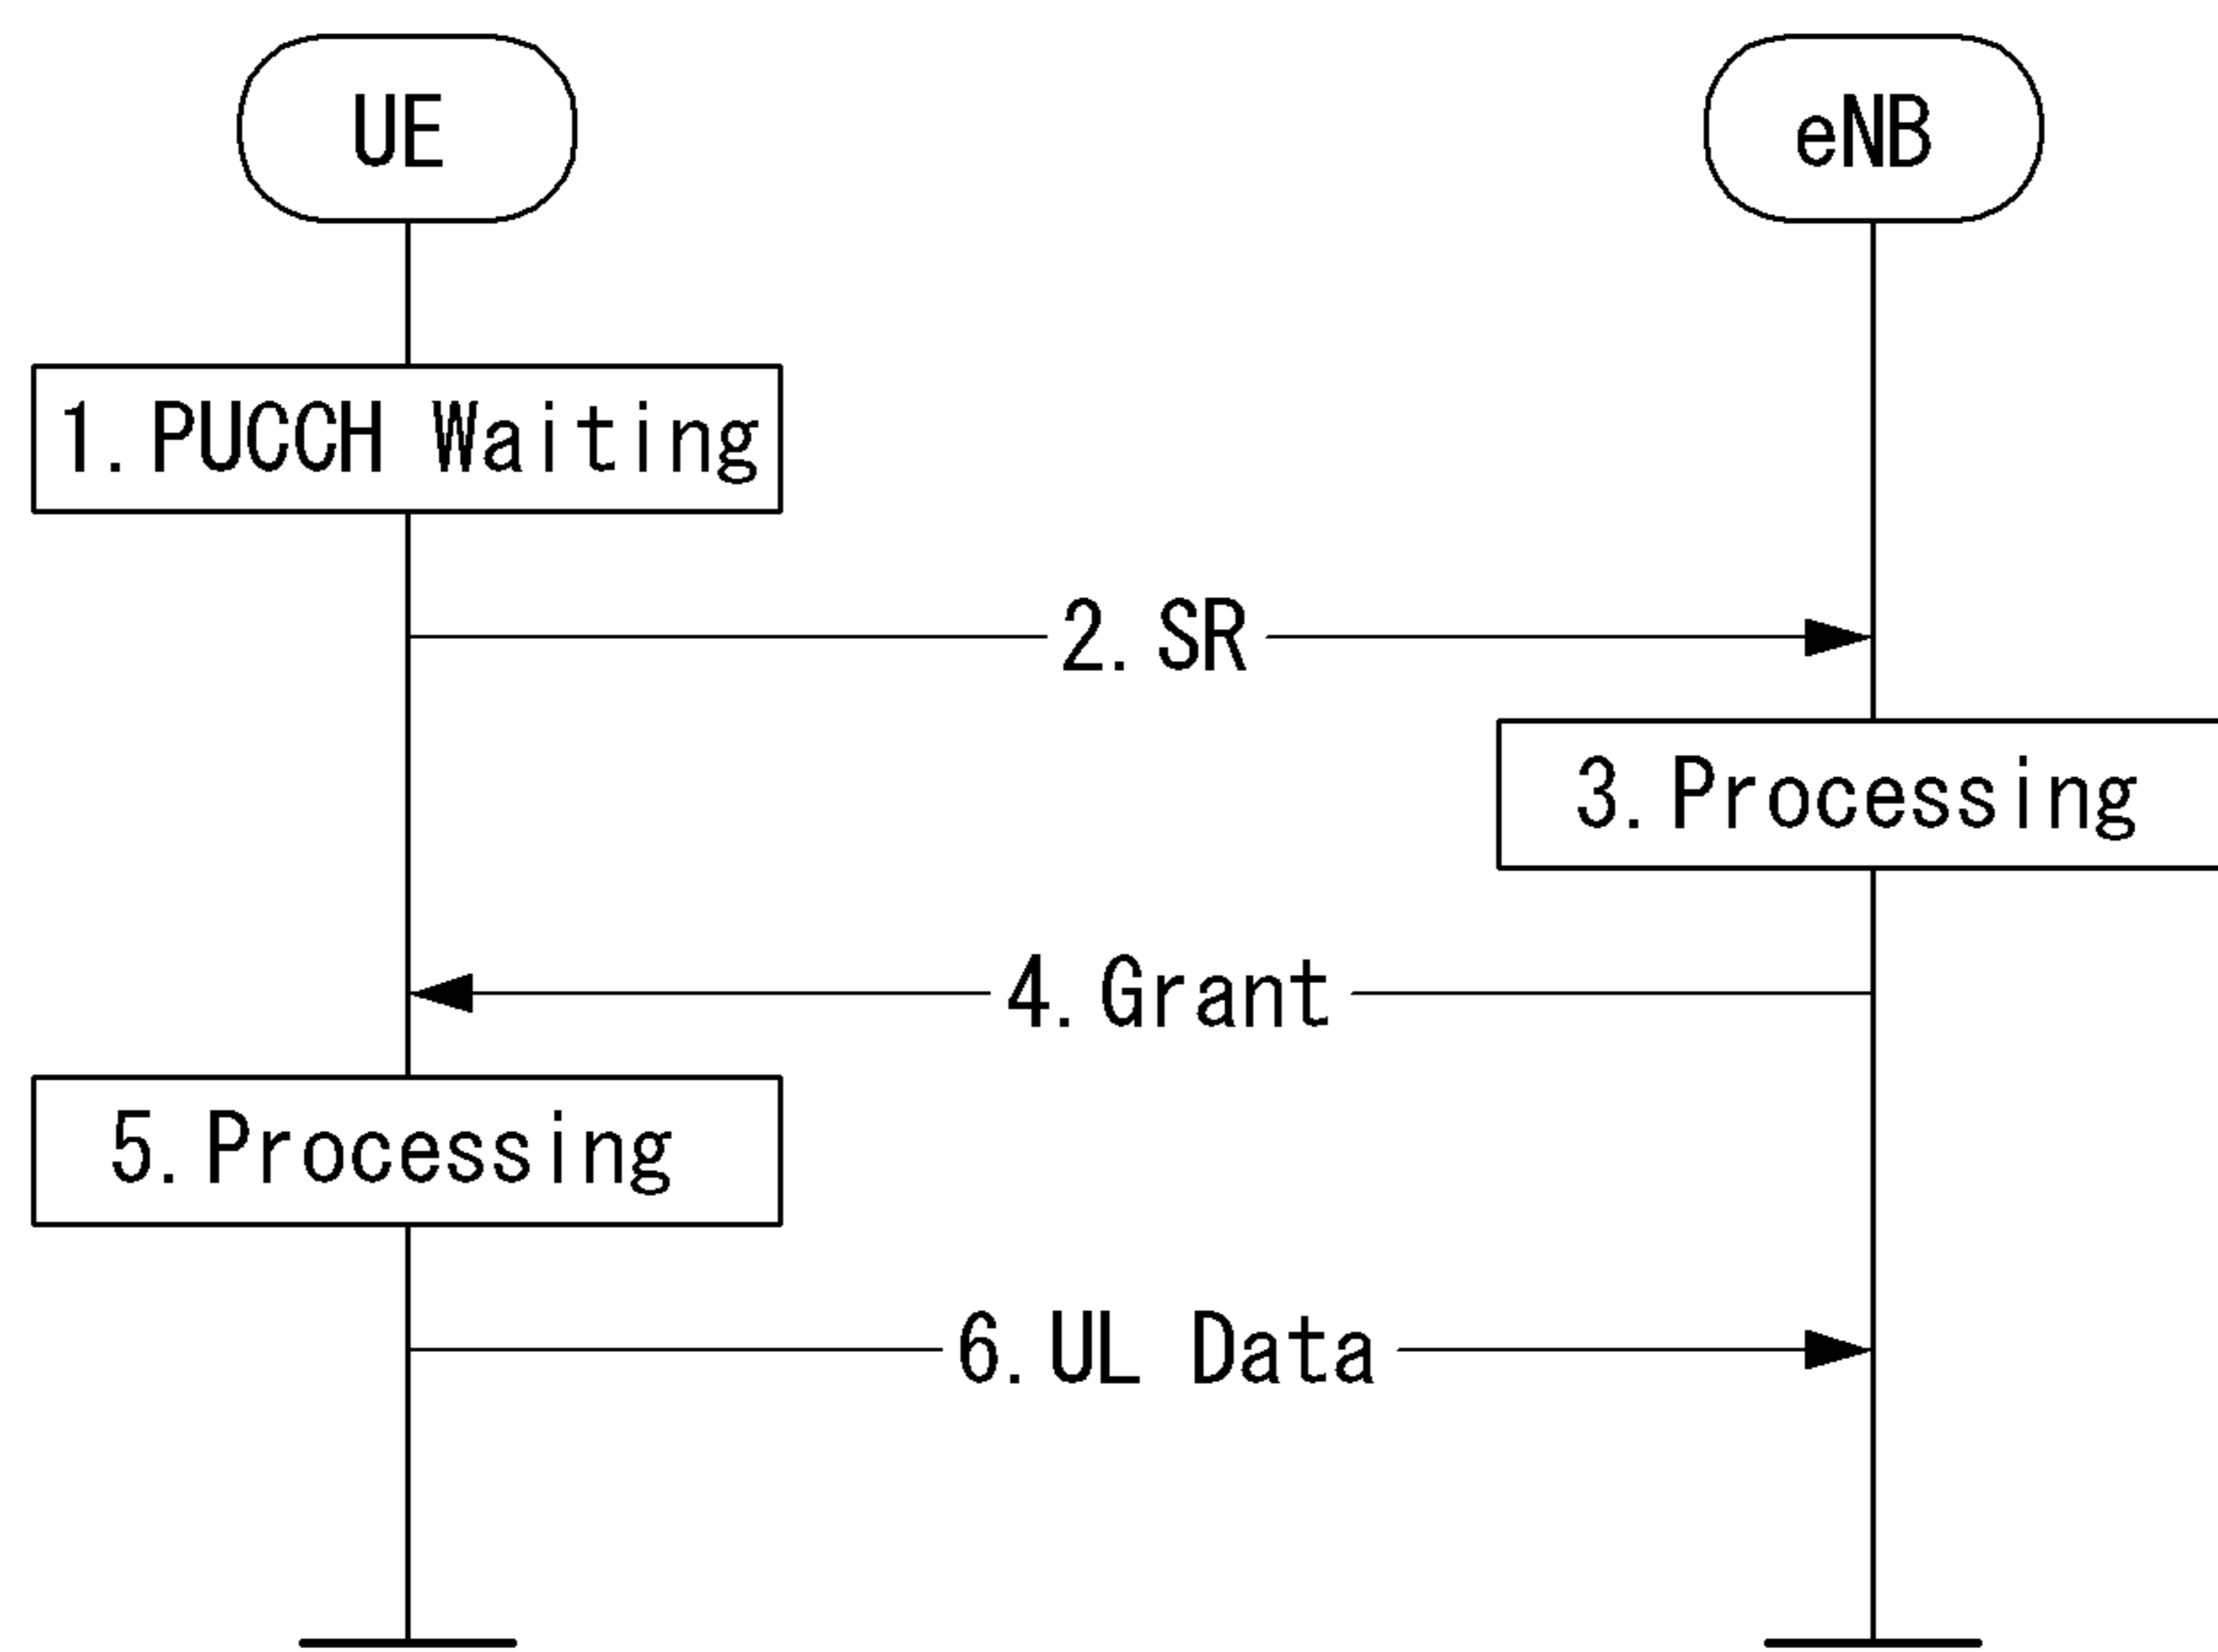 UE
eNB
1.PUCCH Waiting
2.SR
3.Processing
4.Grant
5.Processing
6.UL Data